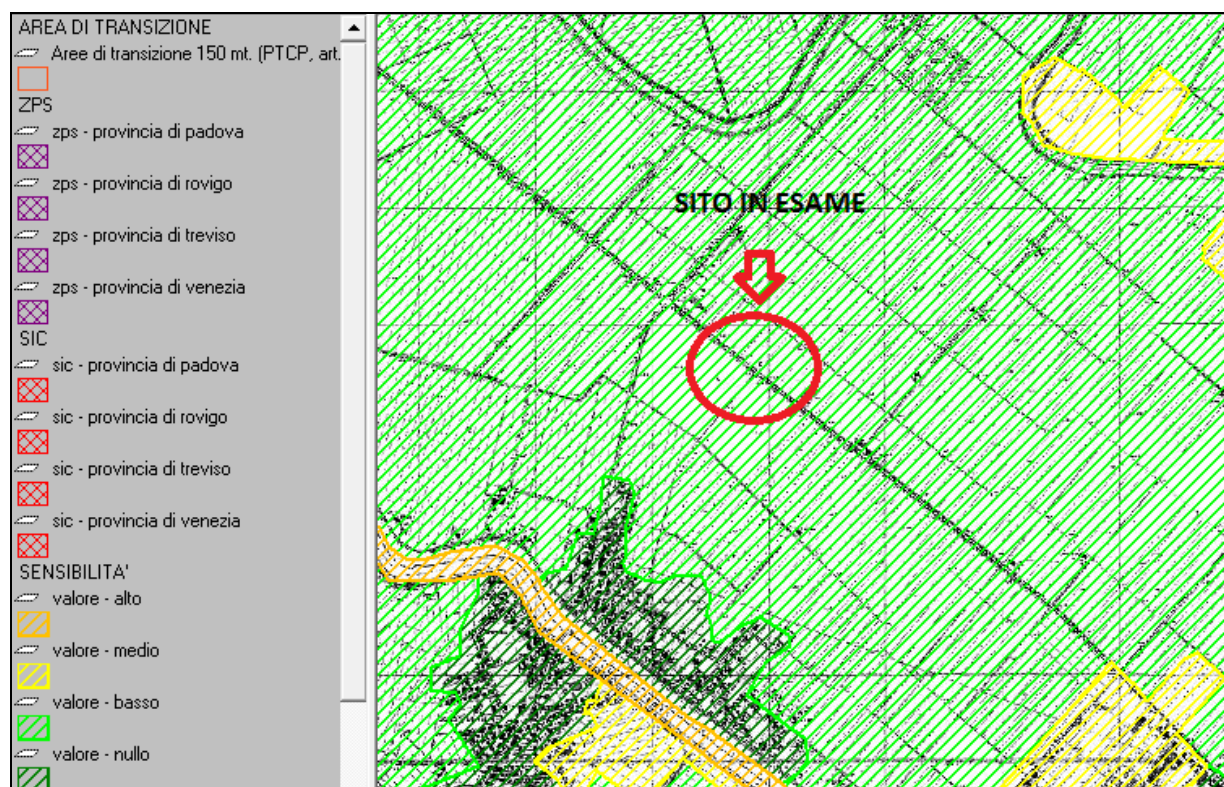 AREA DI TRANSIZIONE
Aree di transizione 150 mt. (PTCP, art.
ZPS
zps - provincia di padova
zps - provincia di rovigo
zps - provincia di treviso
zps - provincia di venezia
SIC
sic - provincia di padova
sic - provincia di rovigo
sic - provincia di treviso
sic - provincia di venezia
SENSIBILITA'
valore - alto
valore - medio
valore - basso
valore - nullo
SITO IN ESAME